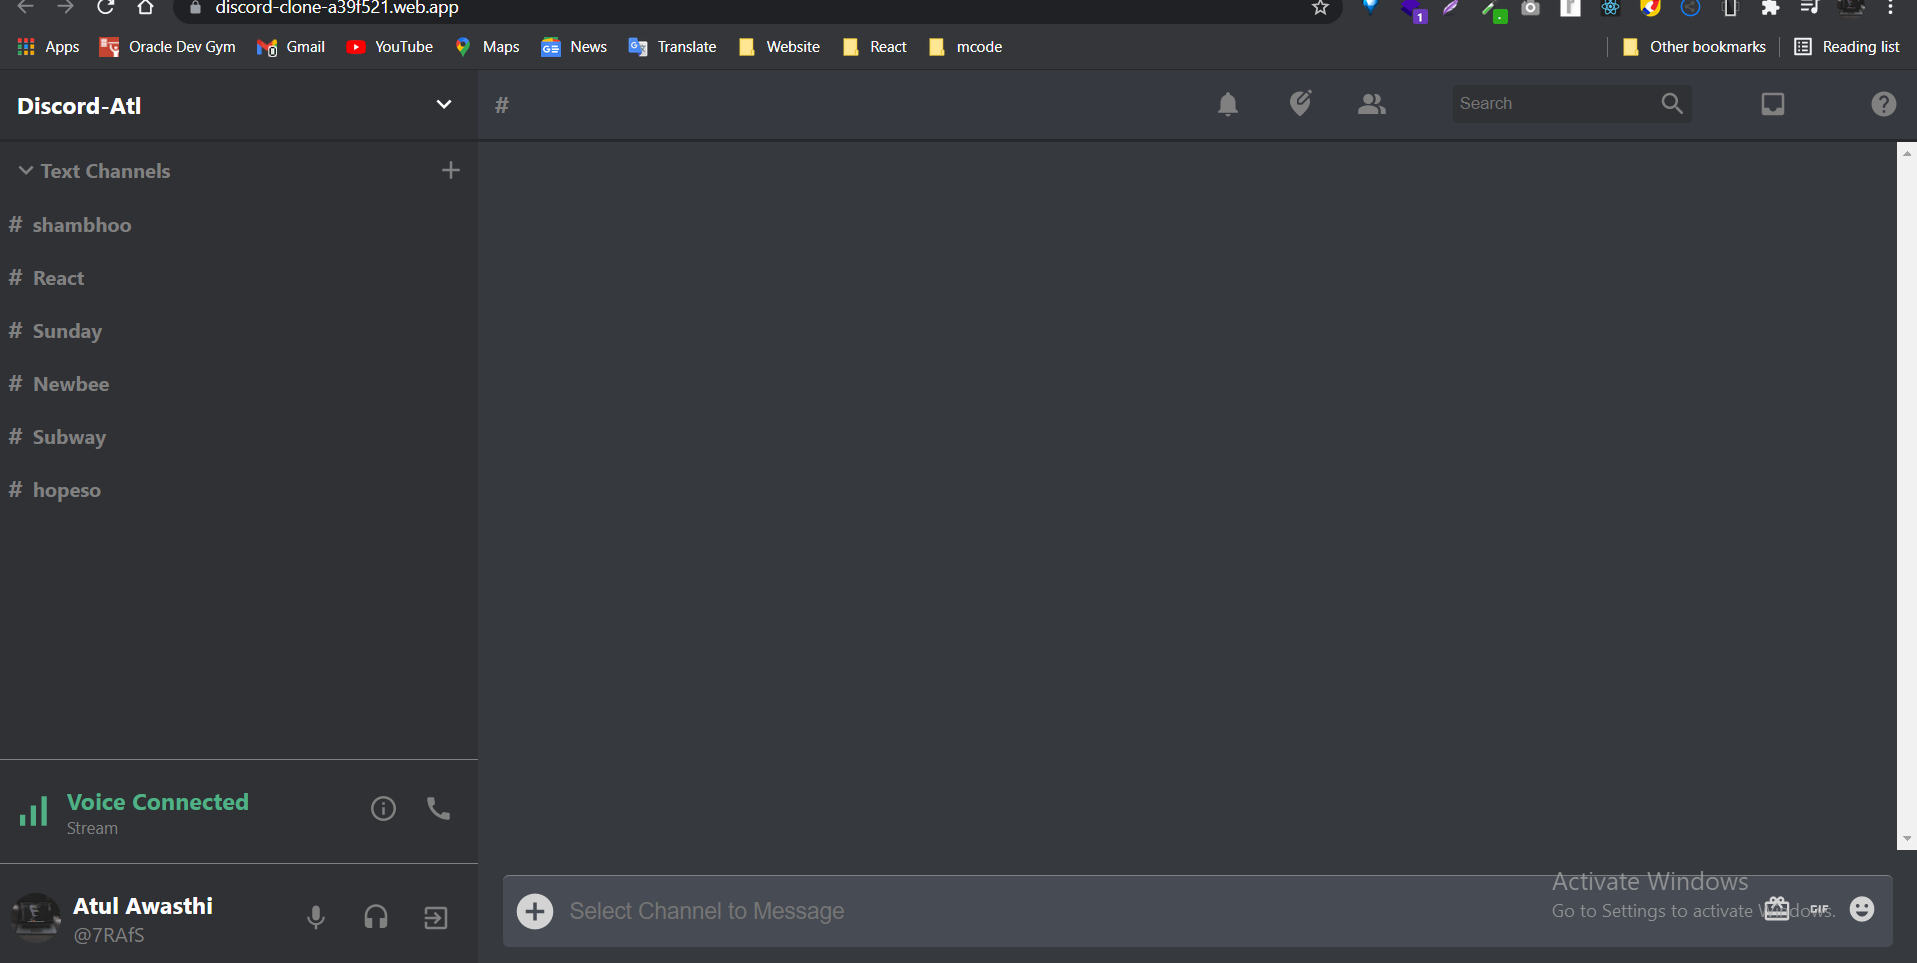 discord-clone-a39f521.web.app
1
Apps Oracle Dev Gym Gmail YouTube Maps News Translate Website React mcode Other bookmarks Reading list
Discord-Atl # Search
Text Channels
# shambhoo
# React
# Sunday
# Newbee
# Subway
# hopeso
Voice Connected
Stream
Atul Awasthi
@7RAfS
Select Channel to Message
GIF
Activate Windows
Go to Settings to activate Windows.